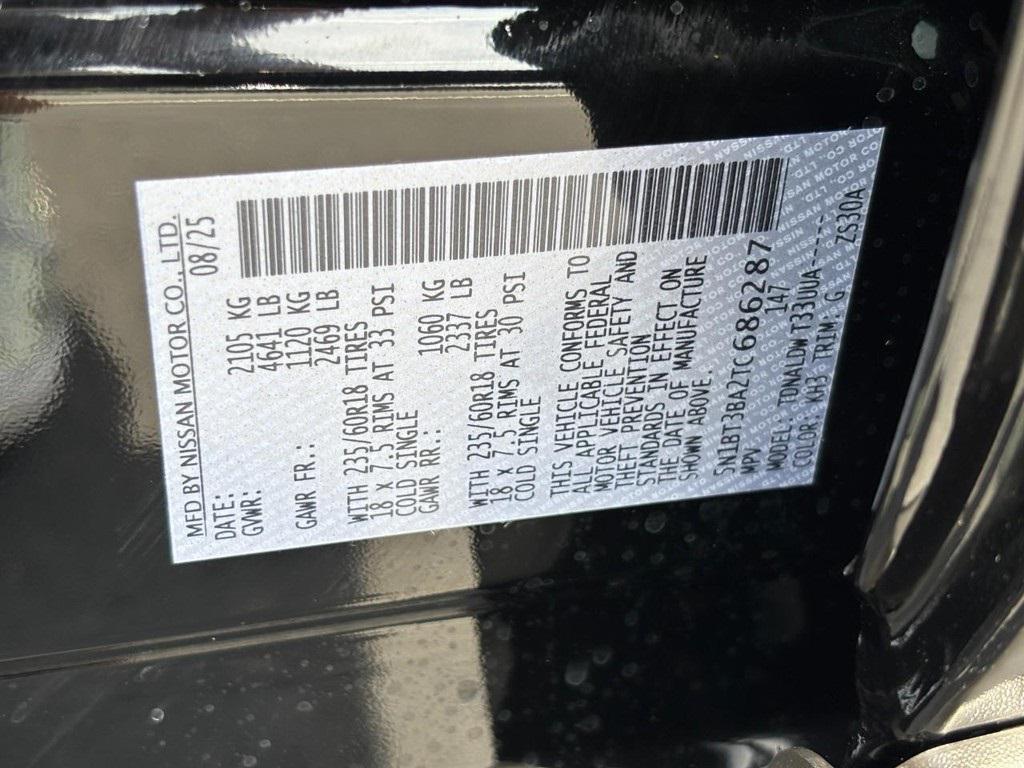 MFD BY NISSAN MOTOR CO., LTD.
DATE: 08/25
GVWR: 2105 KG
4641 LB
GAWR FR.: 1120 KG
2469 LB
WITH 235/60R18 TIRES
18 x 7.5 RIMS AT 33 PSI
COLD SINGLE
GAWR RR.: 1060 KG
2337 LB
WITH 235/60R18 TIRES
18 x 7.5 RIMS AT 30 PSI
COLD SINGLE
THIS VEHICLE CONFORMS TO
ALL APPLICABLE FEDERAL
MOTOR VEHICLE SAFETY AND
THEFT PREVENTION
STANDARDS IN EFFECT ON
THE DATE OF MANUFACTURE
SHOWN ABOVE.
5N1BT3BA2TC686287
MPV 147
MODEL, TDNALDWT33UUA-----
COLOR KH3 TRIM G ZS30A